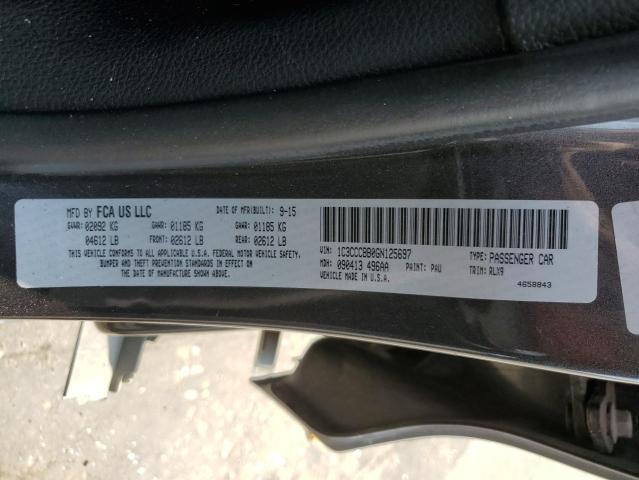 MFD BY FCA US LLC DATE OF MFR(BUILT): 9-15
GVWR: 02092 KG GAWR: 01185 KG GAWR: 01185 KG
04612 LB FRONT: 02612 LB REAR: 02612 LB
THIS VEHICLE CONFORMS TO ALL U.S.A. FEDERAL MOTOR VEHICLE SAFETY,
BUMPER AND THEFT PREVENTION STANDARDS IN EFFECT ON
THE DATE OF MANUFACTURE SHOWN ABOVE.
VIN: 1C3CCCBB0GN125697 TYPE: PASSENGER CAR
MDH: 090413 496AA PAINT: PAU TRIM: RLX9
VEHICLE MADE IN U.S.A.
4658843